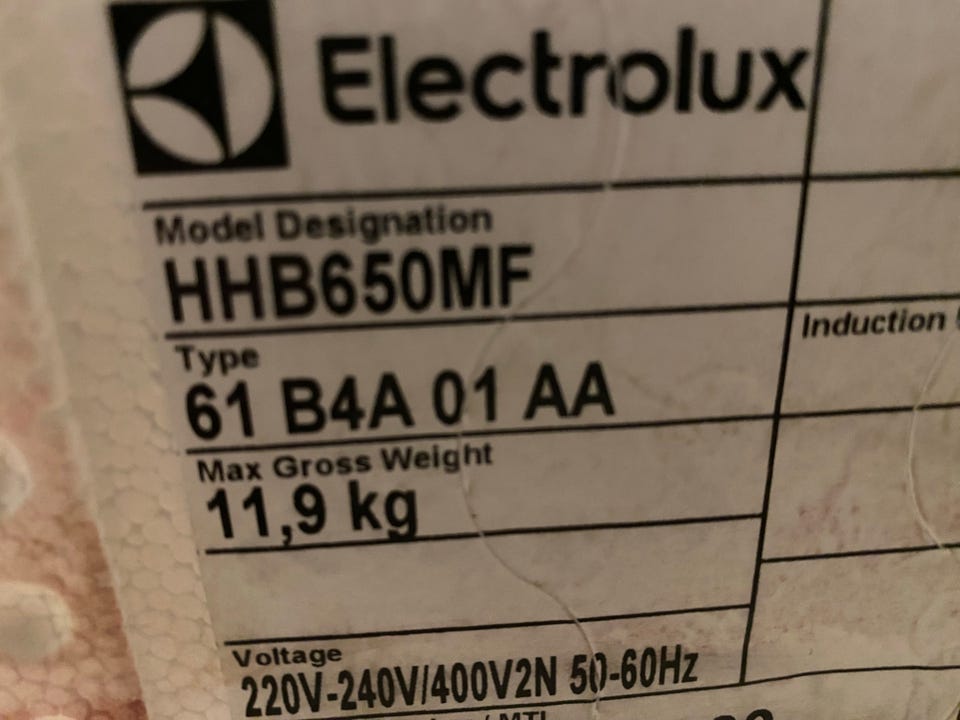 Electrolux
Model Designation
HHB650MF
Induction
Type
61 B4A 01 AA
Max Gross Weight
11,9 kg
Voltage
220V-240V/400V2N 50-60Hz